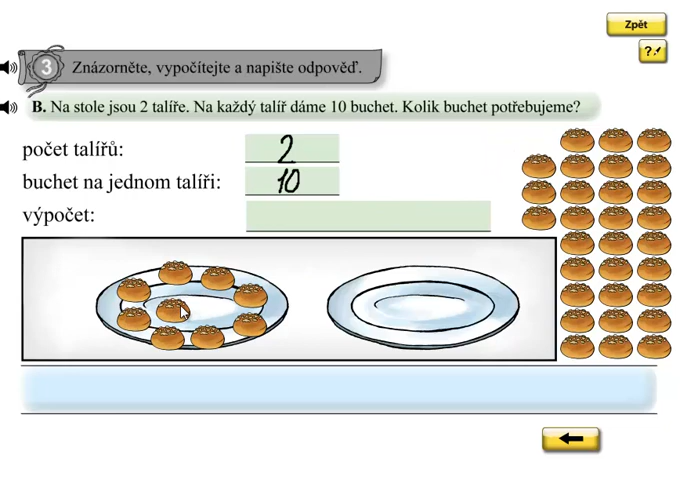 Zpět
?
3 Znázorněte, vypočítejte a napište odpověď.
B. Na stole jsou 2 talíře. Na každý talíř dáme 10 buchet. Kolik buchet potřebujeme?
počet talířů: 2
buchet na jednom talíři: 10
výpočet: